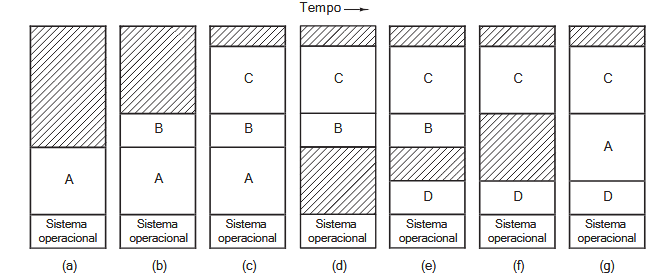 Tempo
A
Sistema
operacional
(a)
B
A
Sistema
operacional
(b)
C
B
A
Sistema
operacional
(c)
C
B
Sistema
operacional
(d)
C
B
D
Sistema
operacional
(e)
C
D
Sistema
operacional
(f)
C
A
D
Sistema
operacional
(g)